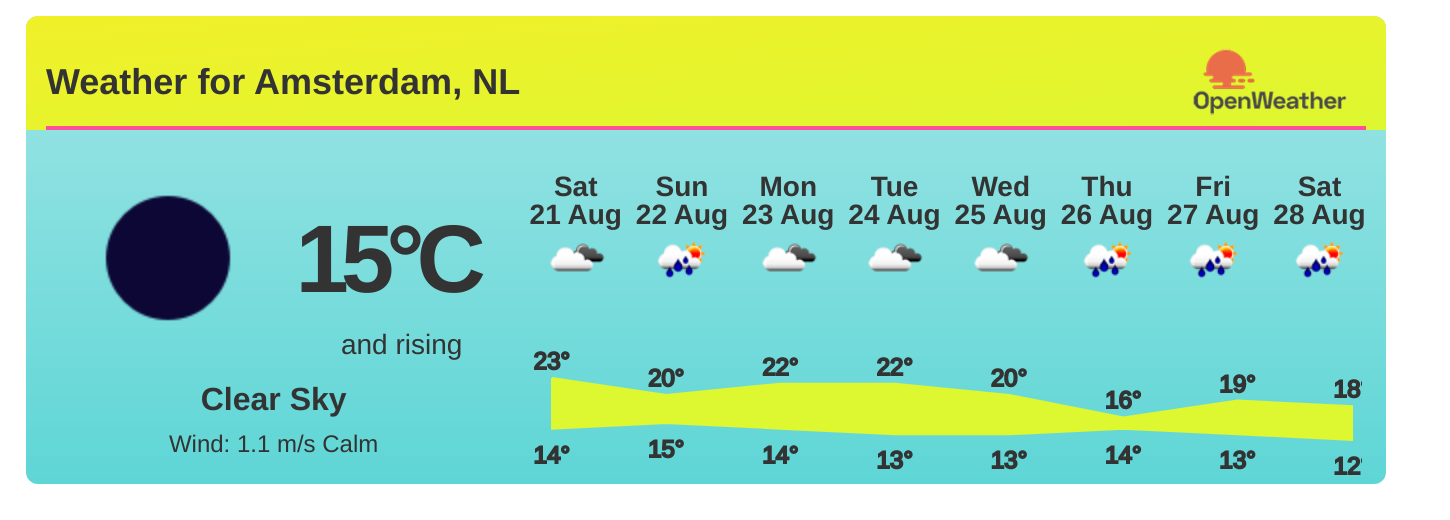 Weather for Amsterdam, NL
OpenWeather
15°C
and rising
Clear Sky
Wind: 1.1 m/s Calm
Sat Sun Mon Tue Wed Thu Fri Sat
21 Aug 22 Aug 23 Aug 24 Aug 25 Aug 26 Aug 27 Aug 28 Aug
23° 20° 22° 22° 20° 16° 19° 18°
14° 15° 14° 13° 13° 14° 13° 12°